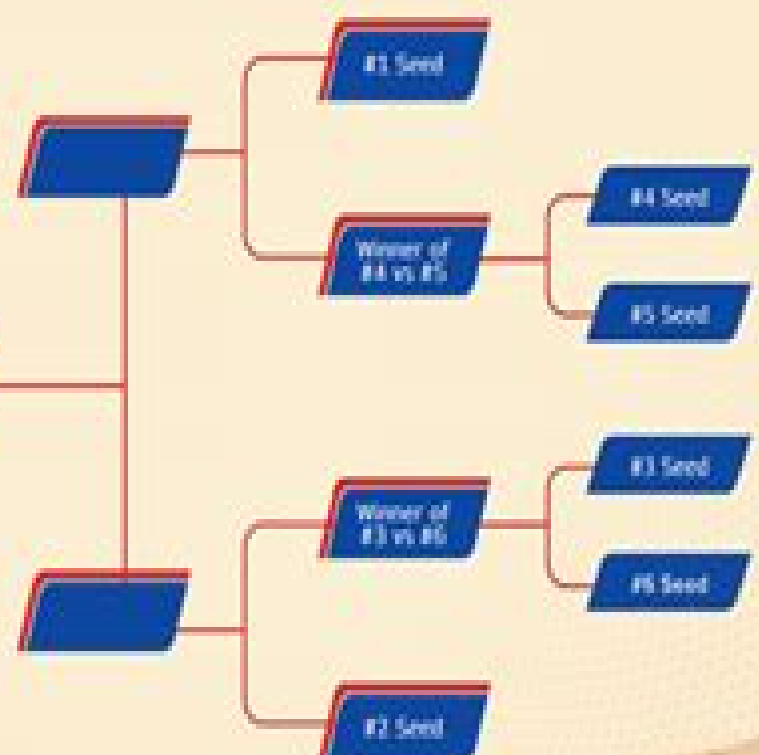 #1 Seed
Winner of
#4 vs #5
#4 Seed
#5 Seed
Winner of
#3 vs #6
#3 Seed
#6 Seed
#2 Seed